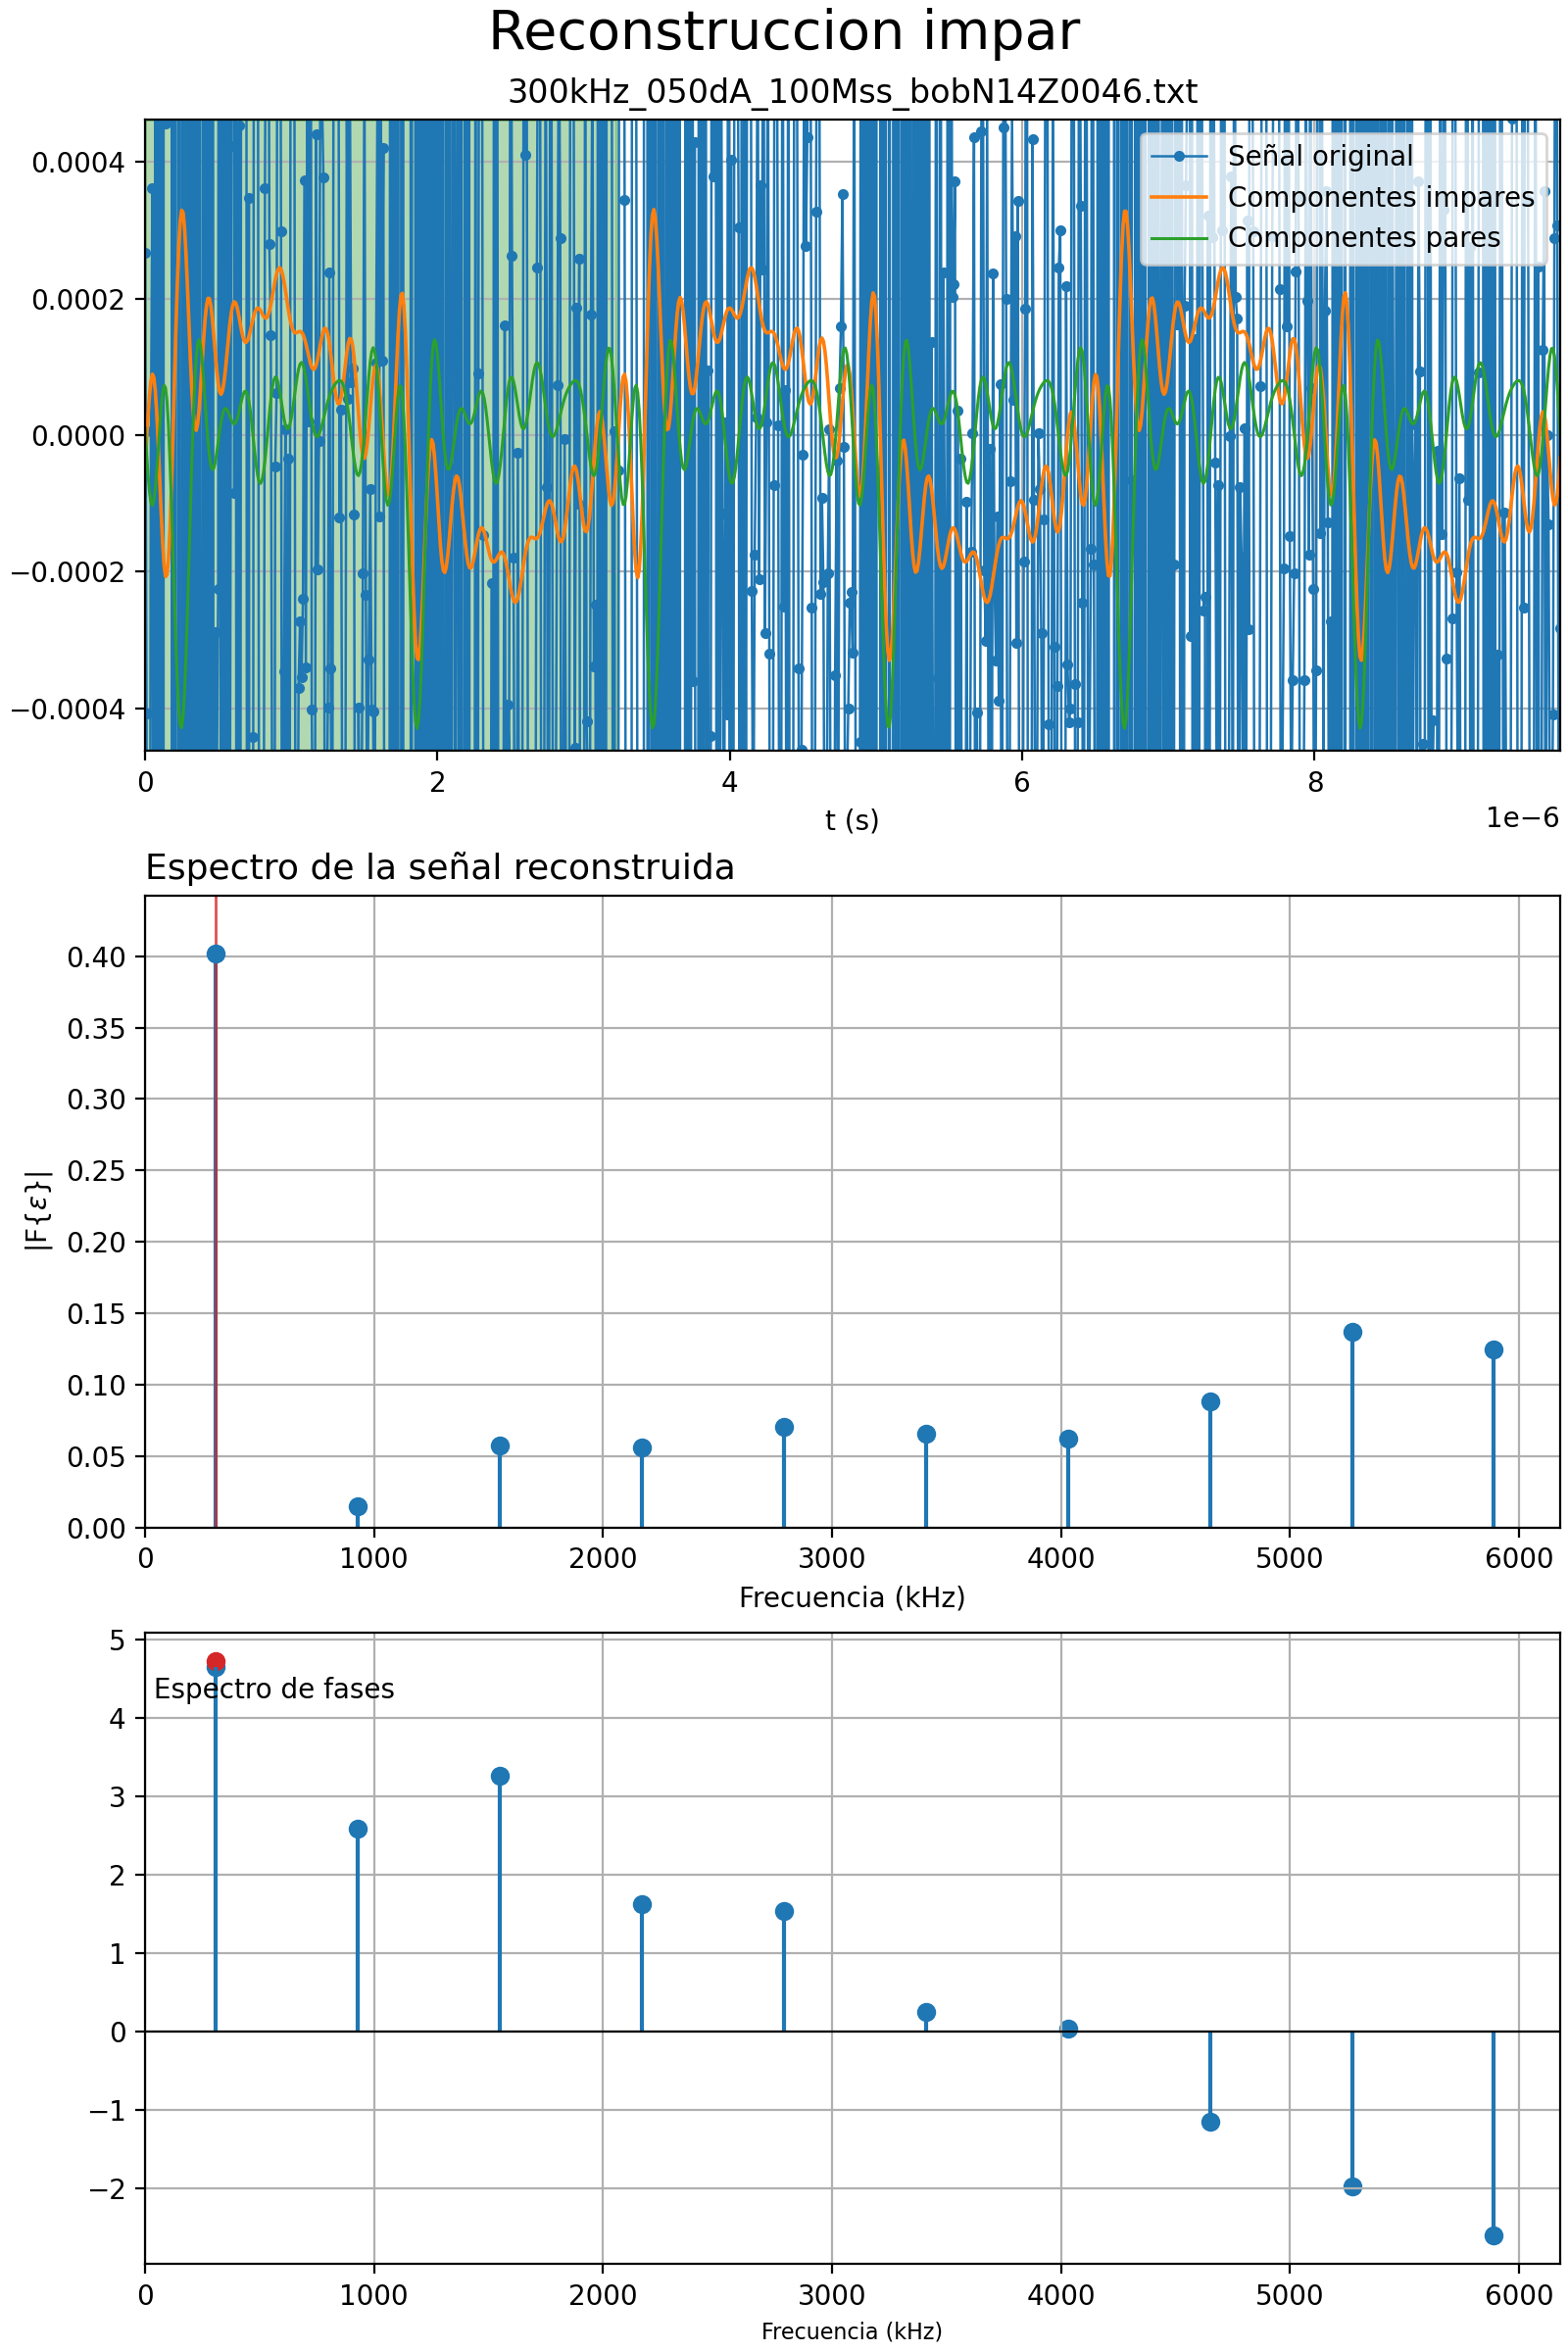 Reconstruccion impar
300kHz_050dA_100Mss_bobN14Z0046.txt
0.0004
0.0002
0.0000
−0.0002
−0.0004
Señal original
Componentes impares
Componentes pares
0 2 4 6 8
t (s)
1e−6
Espectro de la señal reconstruida
0.40
0.35
0.30
0.25
0.20
0.15
0.10
0.05
0.00
|F{ε}|
0 1000 2000 3000 4000 5000 6000
Frecuencia (kHz)
5
4
3
2
1
0
−1
−2
Espectro de fases
0 1000 2000 3000 4000 5000 6000
Frecuencia (kHz)